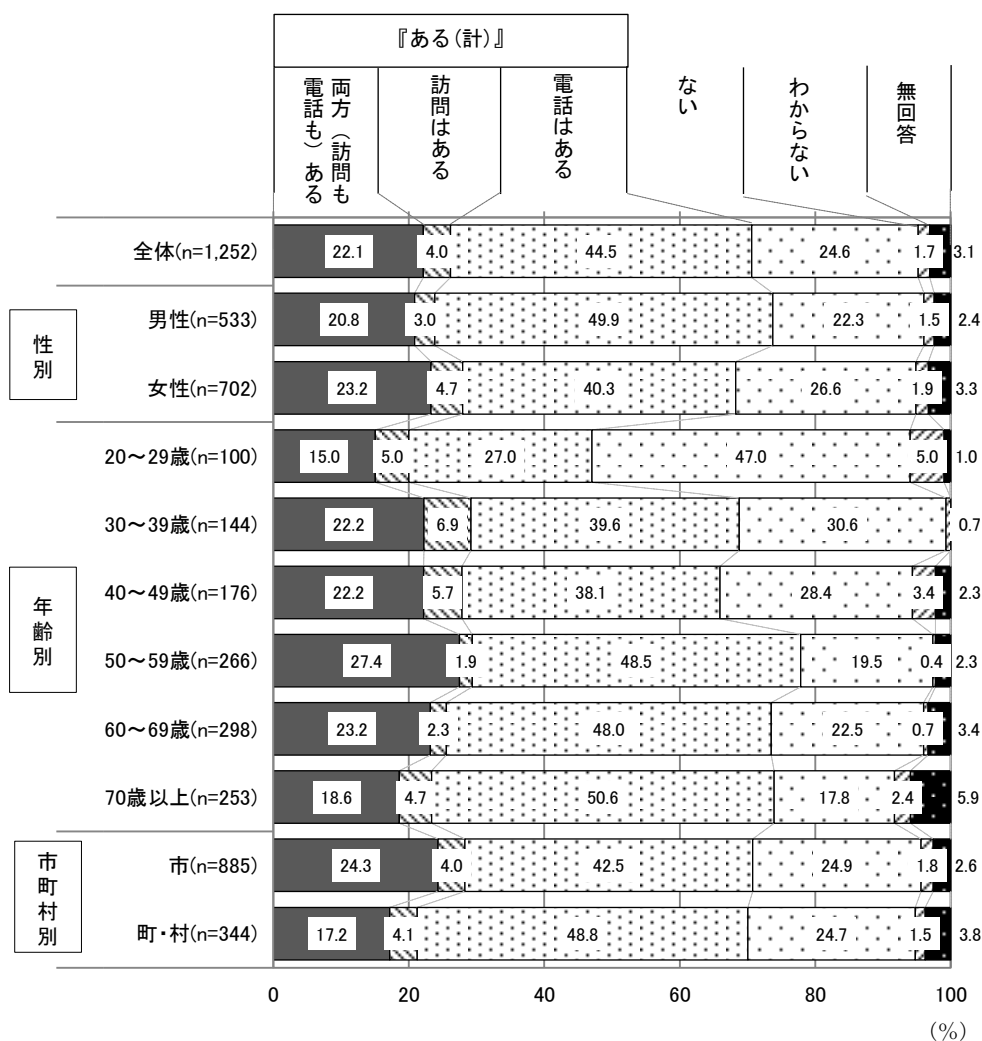 『ある(計)』
両方（訪問も
電話も）ある
訪問はある
電話はある
ない
わからない
無回答
全体(n=1,252) 22.1 4.0 44.5 24.6 1.7 3.1
性別
男性(n=533) 20.8 3.0 49.9 22.3 1.5 2.4
女性(n=702) 23.2 4.7 40.3 26.6 1.9 3.3
年齢別
20～29歳(n=100) 15.0 5.0 27.0 47.0 5.0 1.0
30～39歳(n=144) 22.2 6.9 39.6 30.6 0.7
40～49歳(n=176) 22.2 5.7 38.1 28.4 3.4 2.3
50～59歳(n=266) 27.4 1.9 48.5 19.5 0.4 2.3
60～69歳(n=298) 23.2 2.3 48.0 22.5 0.7 3.4
70歳以上(n=253) 18.6 4.7 50.6 17.8 2.4 5.9
市町村別
市(n=885) 24.3 4.0 42.5 24.9 1.8 2.6
町・村(n=344) 17.2 4.1 48.8 24.7 1.5 3.8
0 20 40 60 80 100
(%)